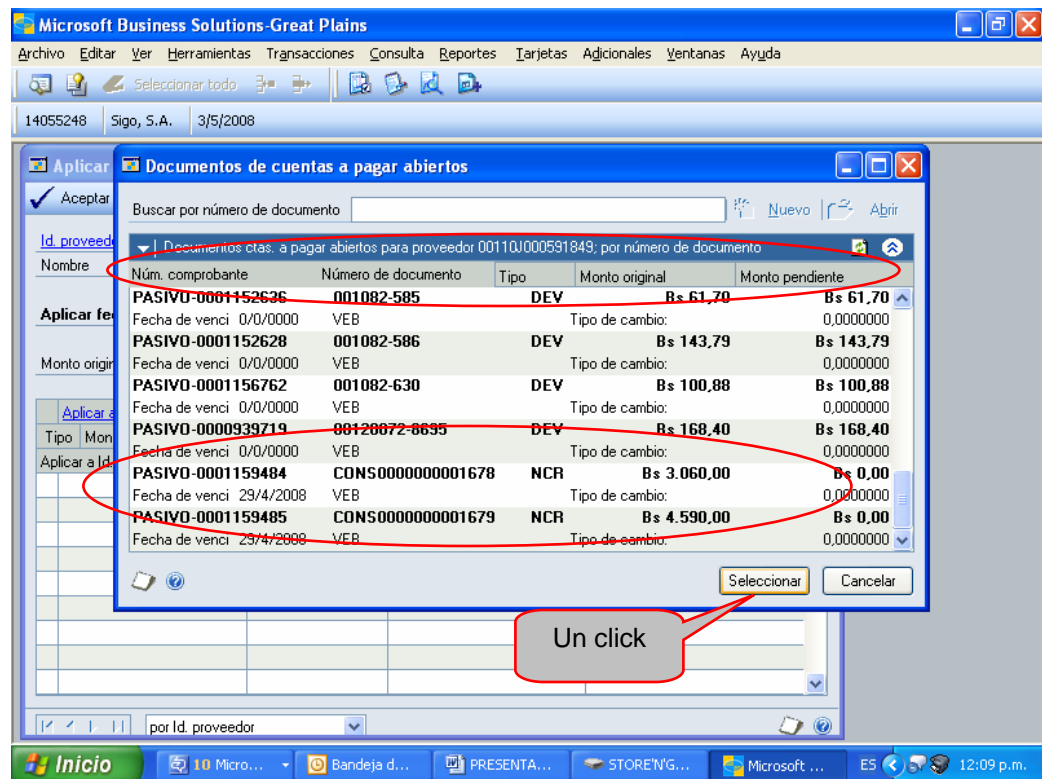 Microsoft Business Solutions-Great Plains
Archivo Editar Ver Herramientas Transacciones Consulta Reportes Tarjetas Adicionales Ventanas Ayuda
Seleccionar todo
14055248 Sigo, S.A. 3/5/2008
Aplicar
Documentos de cuentas a pagar abiertos
Aceptar
Buscar por número de documento Nuevo Abrir
Id. proveed
Documentos ctas. a pagar abiertos para proveedor 00110J000591849; por número de documento
Nombre
Núm. comprobante Número de documento Tipo Monto original Monto pendiente
PASIVO-0001152636 001082-585 DEV Bs 61,70 Bs 61,70
Aplicar fe
Fecha de venci 0/0/0000 VEB Tipo de cambio: 0,0000000
PASIVO-0001152628 001082-586 DEV Bs 143,79 Bs 143,79
Monto origir
Fecha de venci 0/0/0000 VEB Tipo de cambio: 0,0000000
PASIVO-0001156762 001082-630 DEV Bs 100,88 Bs 100,88
Aplicar a
Fecha de venci 0/0/0000 VEB Tipo de cambio: 0,0000000
Tipo Mon
PASIVO-0000939719 00120072-8695 DEV Bs 168,40 Bs 168,40
Fecha de venci 0/0/0000 VEB Tipo de cambio: 0,0000000
Aplicar a Id.
PASIVO-0001159484 CONS0000000001678 NCR Bs 3.060,00 Bs 0,00
Fecha de venci 29/4/2008 VEB Tipo de cambio: 0,0000000
PASIVO-0001159485 CONS0000000001679 NCR Bs 4.590,00 Bs 0,00
Fecha de venci 29/4/2008 VEB Tipo de cambio: 0,0000000
Seleccionar Cancelar
Un click
por Id. proveedor
Inicio 10 Micro... Bandeja d... PRESENTA... STORE'N'G... Microsoft ... ES 12:09 p.m.